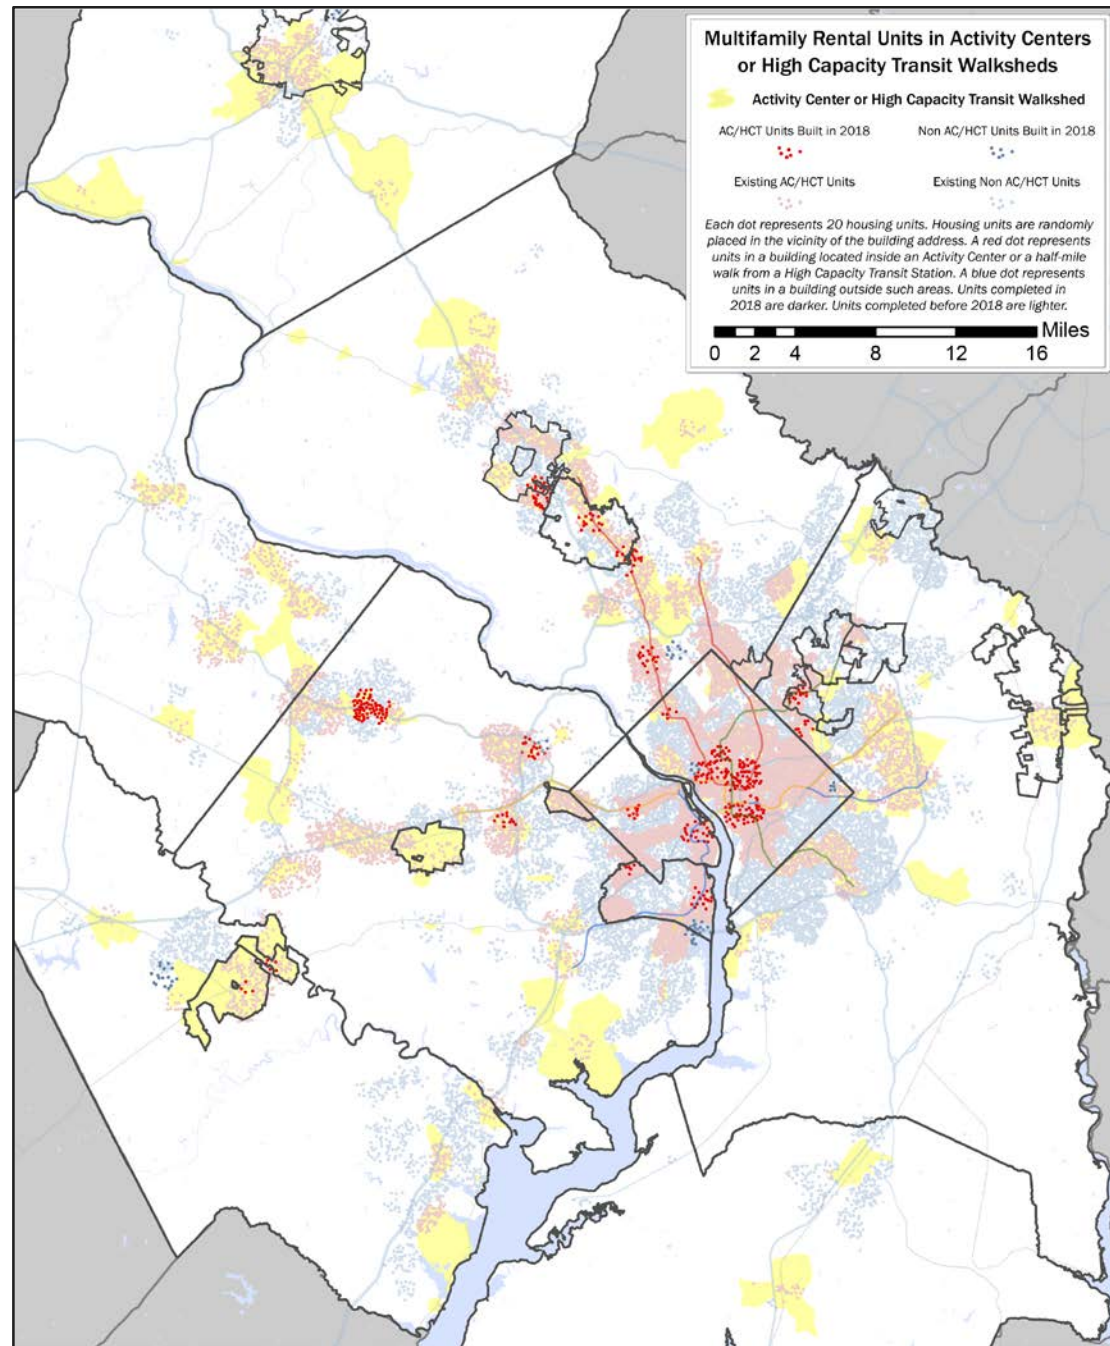 Multifamily Rental Units in Activity Centers
or High Capacity Transit Walksheds
Activity Center or High Capacity Transit Walkshed
AC/HCT Units Built in 2018
Non AC/HCT Units Built in 2018
Existing AC/HCT Units
Existing Non AC/HCT Units
Each dot represents 20 housing units. Housing units are randomly
placed in the vicinity of the building address. A red dot represents
units in a building located inside an Activity Center or a half-mile
walk from a High Capacity Transit Station. A blue dot represents
units in a building outside such areas. Units completed in
2018 are darker. Units completed before 2018 are lighter.
Miles
0 2 4 8 12 16